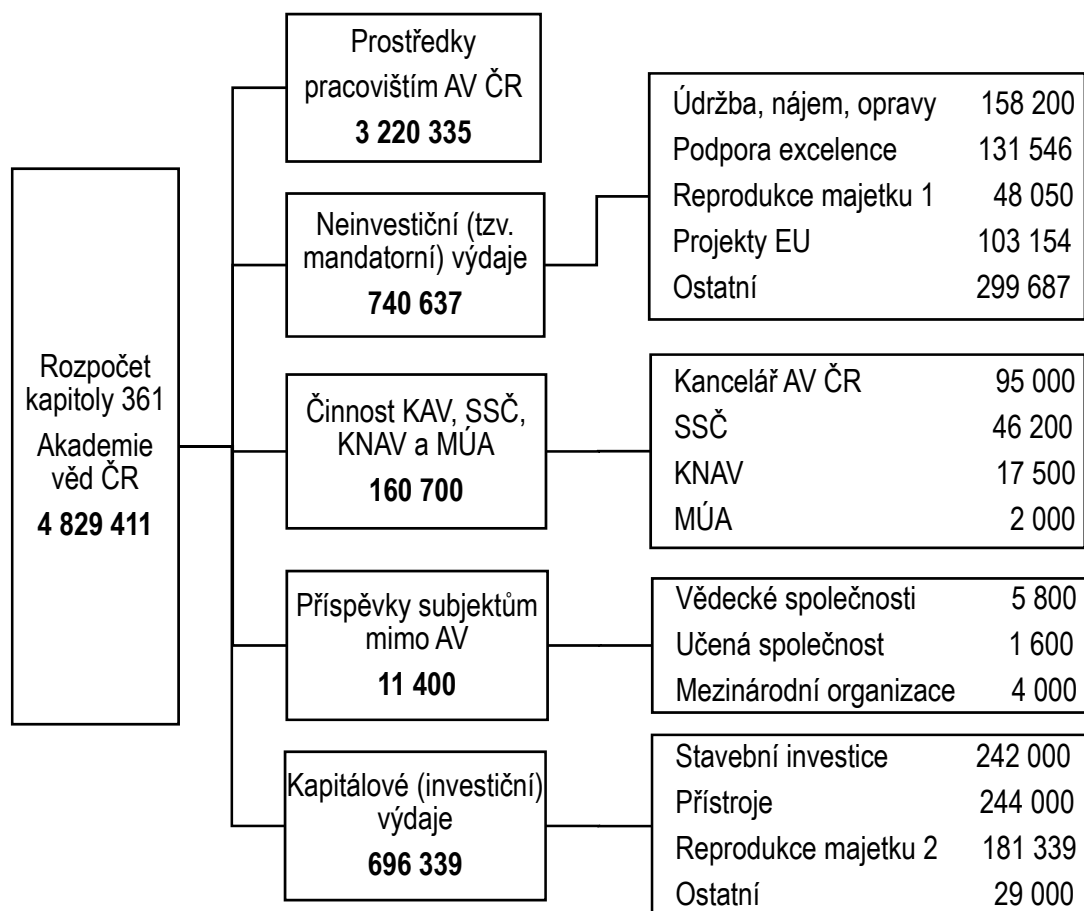 Rozpočet
kapitoly 361
Akademie
věd ČR
4 829 411
Prostředky
pracovištím AV ČR
3 220 335
Neinvestiční (tzv.
mandatorní) výdaje
740 637
Údržba, nájem, opravy 158 200
Podpora excelence 131 546
Reprodukce majetku 1 48 050
Projekty EU 103 154
Ostatní 299 687
Činnost KAV, SSČ,
KNAV a MÚA
160 700
Kancelář AV ČR 95 000
SSČ 46 200
KNAV 17 500
MÚA 2 000
Příspěvky subjektům
mimo AV
11 400
Vědecké společnosti 5 800
Učená společnost 1 600
Mezinárodní organizace 4 000
Kapitálové (investiční)
výdaje
696 339
Stavební investice 242 000
Přístroje 244 000
Reprodukce majetku 2 181 339
Ostatní 29 000